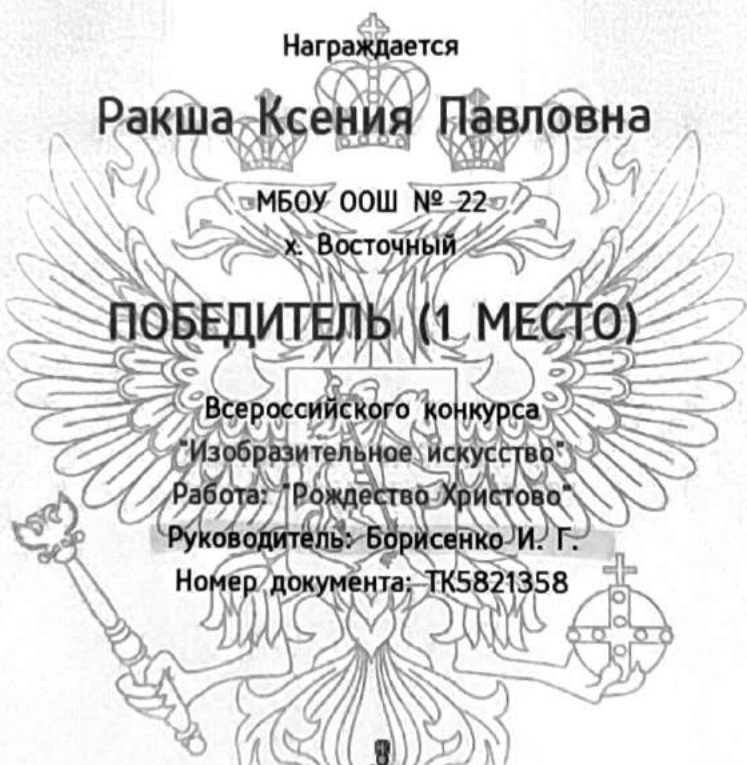 Награждается
Ракша Ксения Павловна
МБОУ ООШ № 22
х. Восточный
ПОБЕДИТЕЛЬ (1 МЕСТО)
Всероссийского конкурса
"Изобразительное искусство"
Работа: "Рождество Христово"
Руководитель: Борисенко И. Г.
Номер документа: ТК5821358